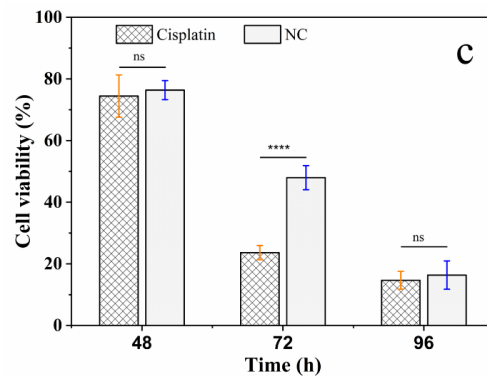 100
80
60
40
20
0
Cell viability (%)
Cisplatin
NC
c
ns
****
ns
48
72
96
Time (h)